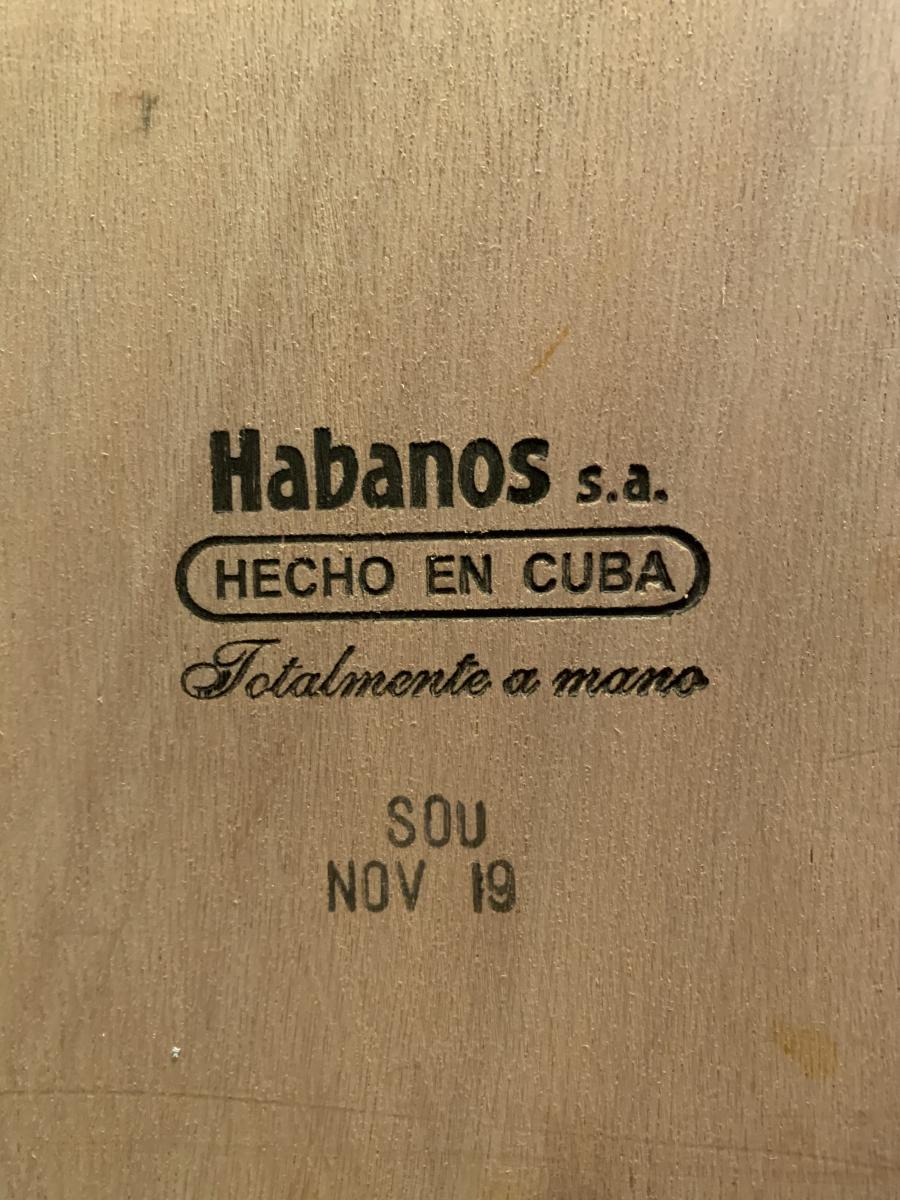 Habanos s.a.
HECHO EN CUBA
Totalmente a mano
SOU
NOV 19